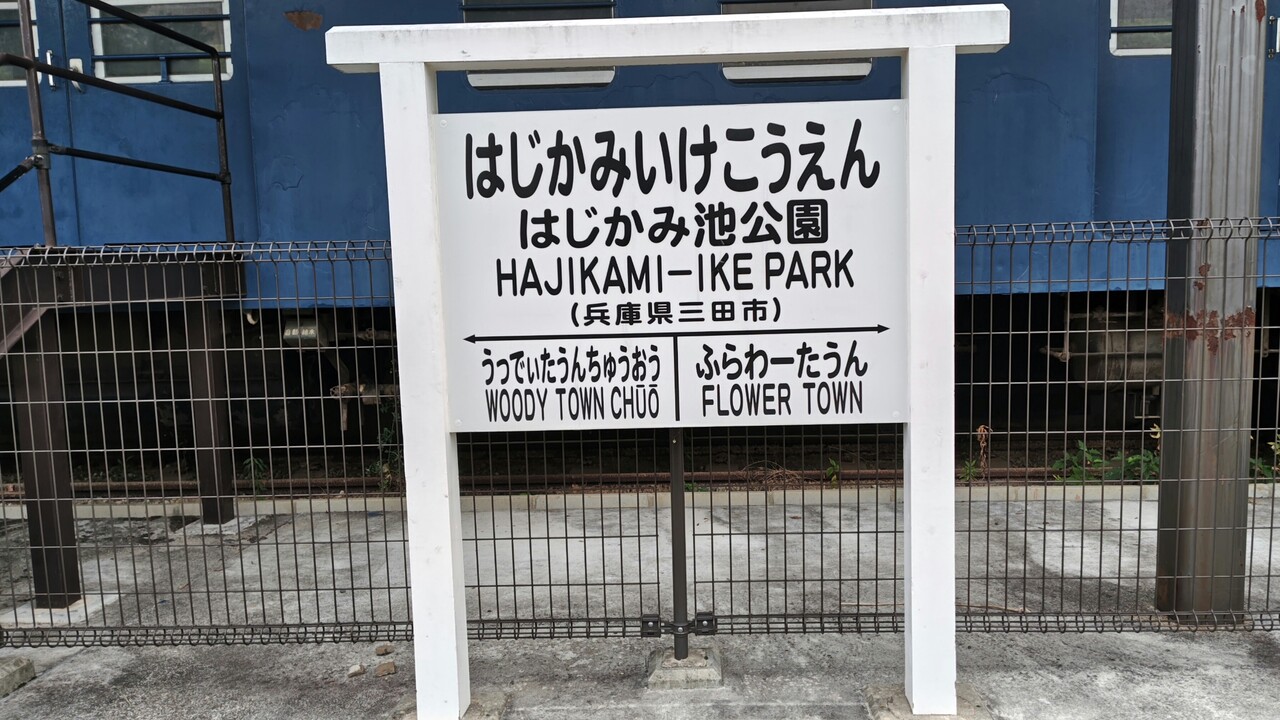 はじかみいけこうえん
はじかみ池公園
HAJIKAMI-IKE PARK
(兵庫県三田市)
うっでぃたうんちゅうおう
WOODY TOWN CHŪŌ
ふらわーたうん
FLOWER TOWN